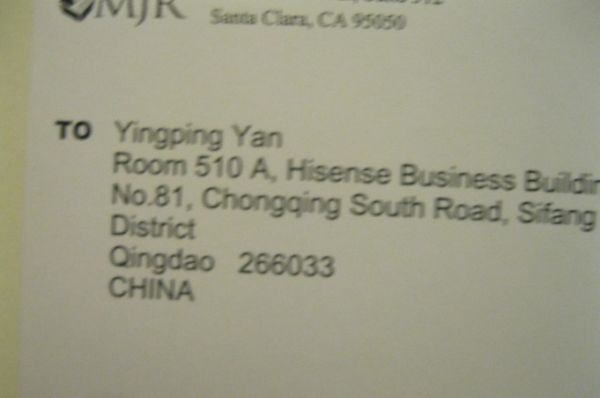 MJR
Santa Clara, CA 95050
TO Yingping Yan
Room 510 A, Hisense Business Buildin
No.81, Chongqing South Road, Sifang
District
Qingdao 266033
CHINA